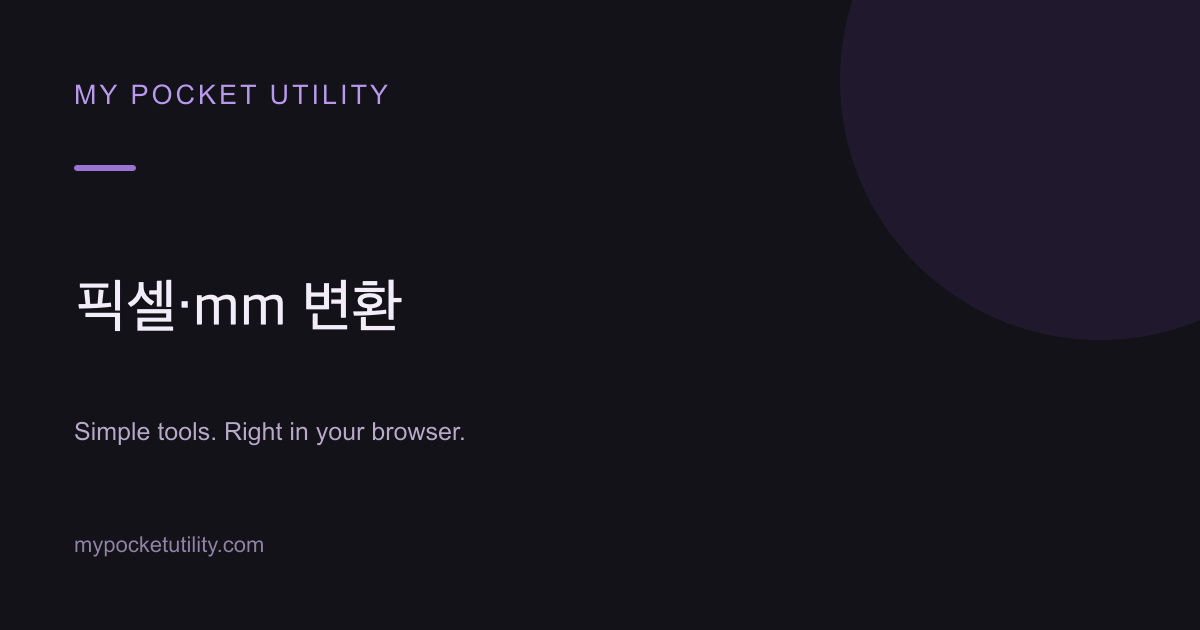 MY POCKET UTILITY
픽셀·mm 변환
Simple tools. Right in your browser.
mypocketutility.com